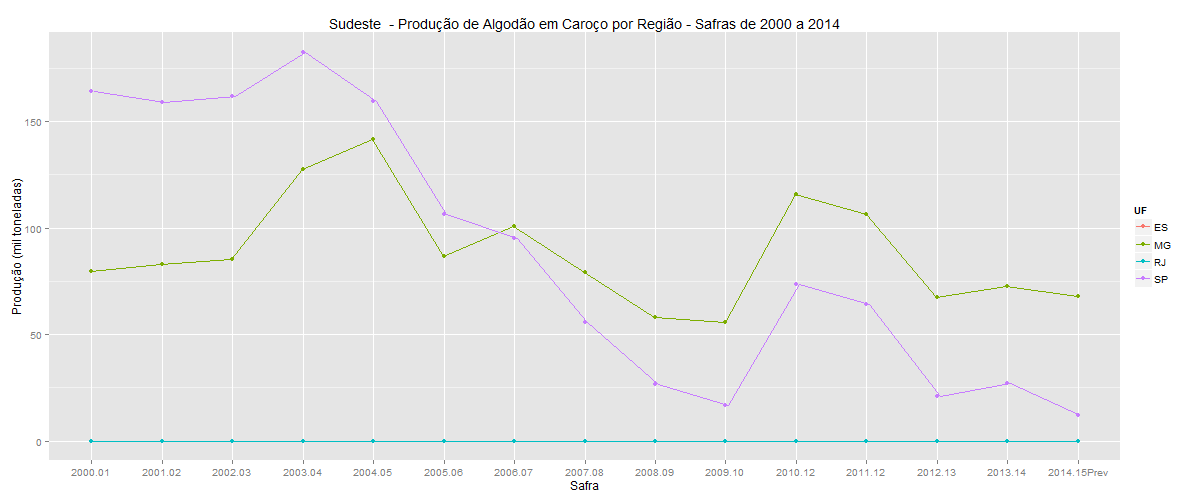 Sudeste - Produção de Algodão em Caroço por Região - Safras de 2000 a 2014
Produção (mil toneladas)
150
100
50
0
2000.01 2001.02 2002.03 2003.04 2004.05 2005.06 2006.07 2007.08 2008.09 2009.10 2010.12 2011.12 2012.13 2013.14 2014.15Prev
Safra
UF
ES
MG
RJ
SP